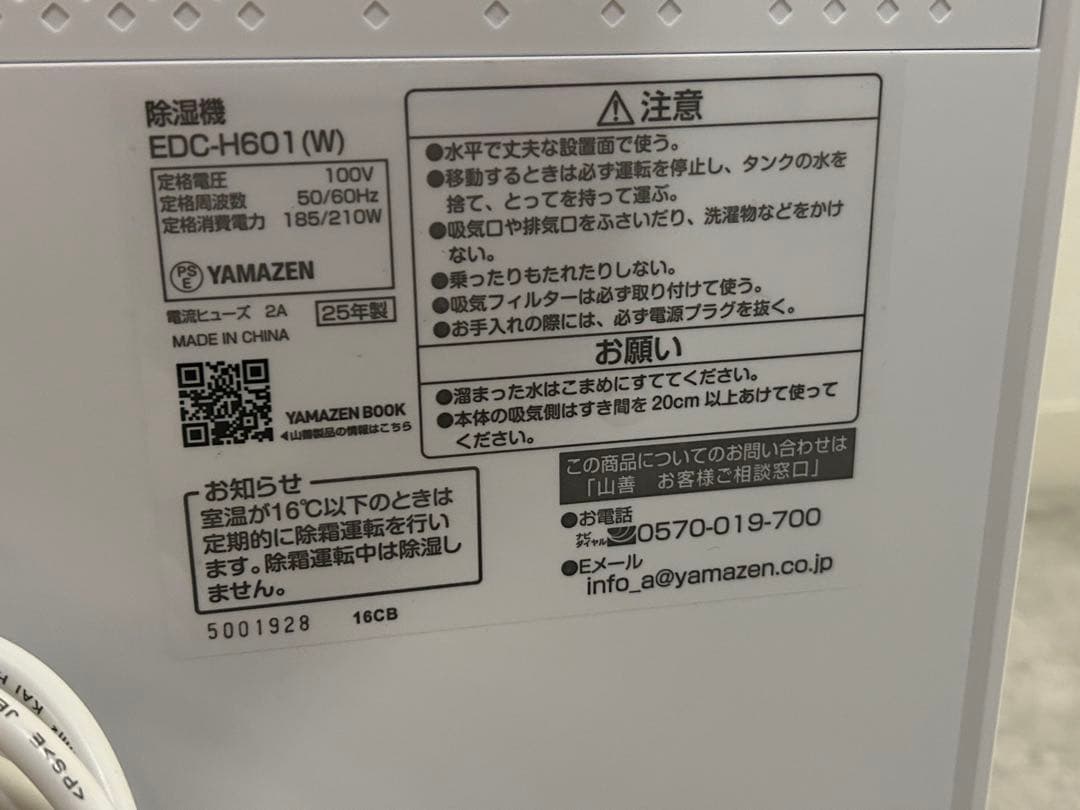 除湿機
EDC-H601(W)
定格電圧 100V
定格周波数 50/60Hz
定格消費電力 185/210W
PSE YAMAZEN
電流ヒューズ 2A 25年製
MADE IN CHINA
YAMAZEN BOOK
◀山善製品の情報はこちら
お知らせ
室温が16℃以下のときは
定期的に除霜運転を行い
ます。除霜運転中は除湿し
ません。
5001928 16CB
⚠注意
●水平で丈夫な設置面で使う。
●移動するときは必ず運転を停止し、タンクの水を
捨て、とってを持って運ぶ。
●吸気口や排気口をふさいだり、洗濯物などをかけ
ない。
●乗ったりもたれたりしない。
●吸気フィルターは必ず取り付けて使う。
●お手入れの際には、必ず電源プラグを抜く。
お願い
●溜まった水はこまめにすててください。
●本体の吸気側はすき間を20cm以上あけて使って
ください。
この商品についてのお問い合わせは
「山善 お客様ご相談窓口」
●お電話
ナビダイヤル 0570-019-700
●Eメール
info_a@yamazen.co.jp
<PS>E JE
KAI